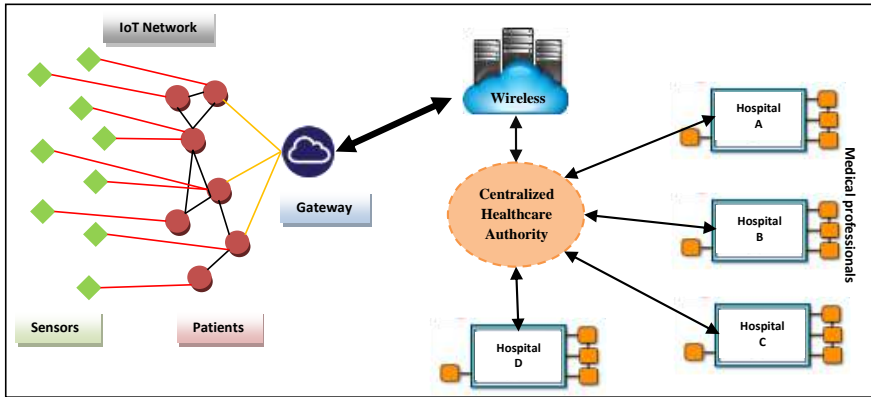 IoT Network
Wireless
Hospital
A
Medical professionals
Gateway
Centralized
Healthcare
Authority
Hospital
B
Sensors
Patients
Hospital
D
Hospital
C